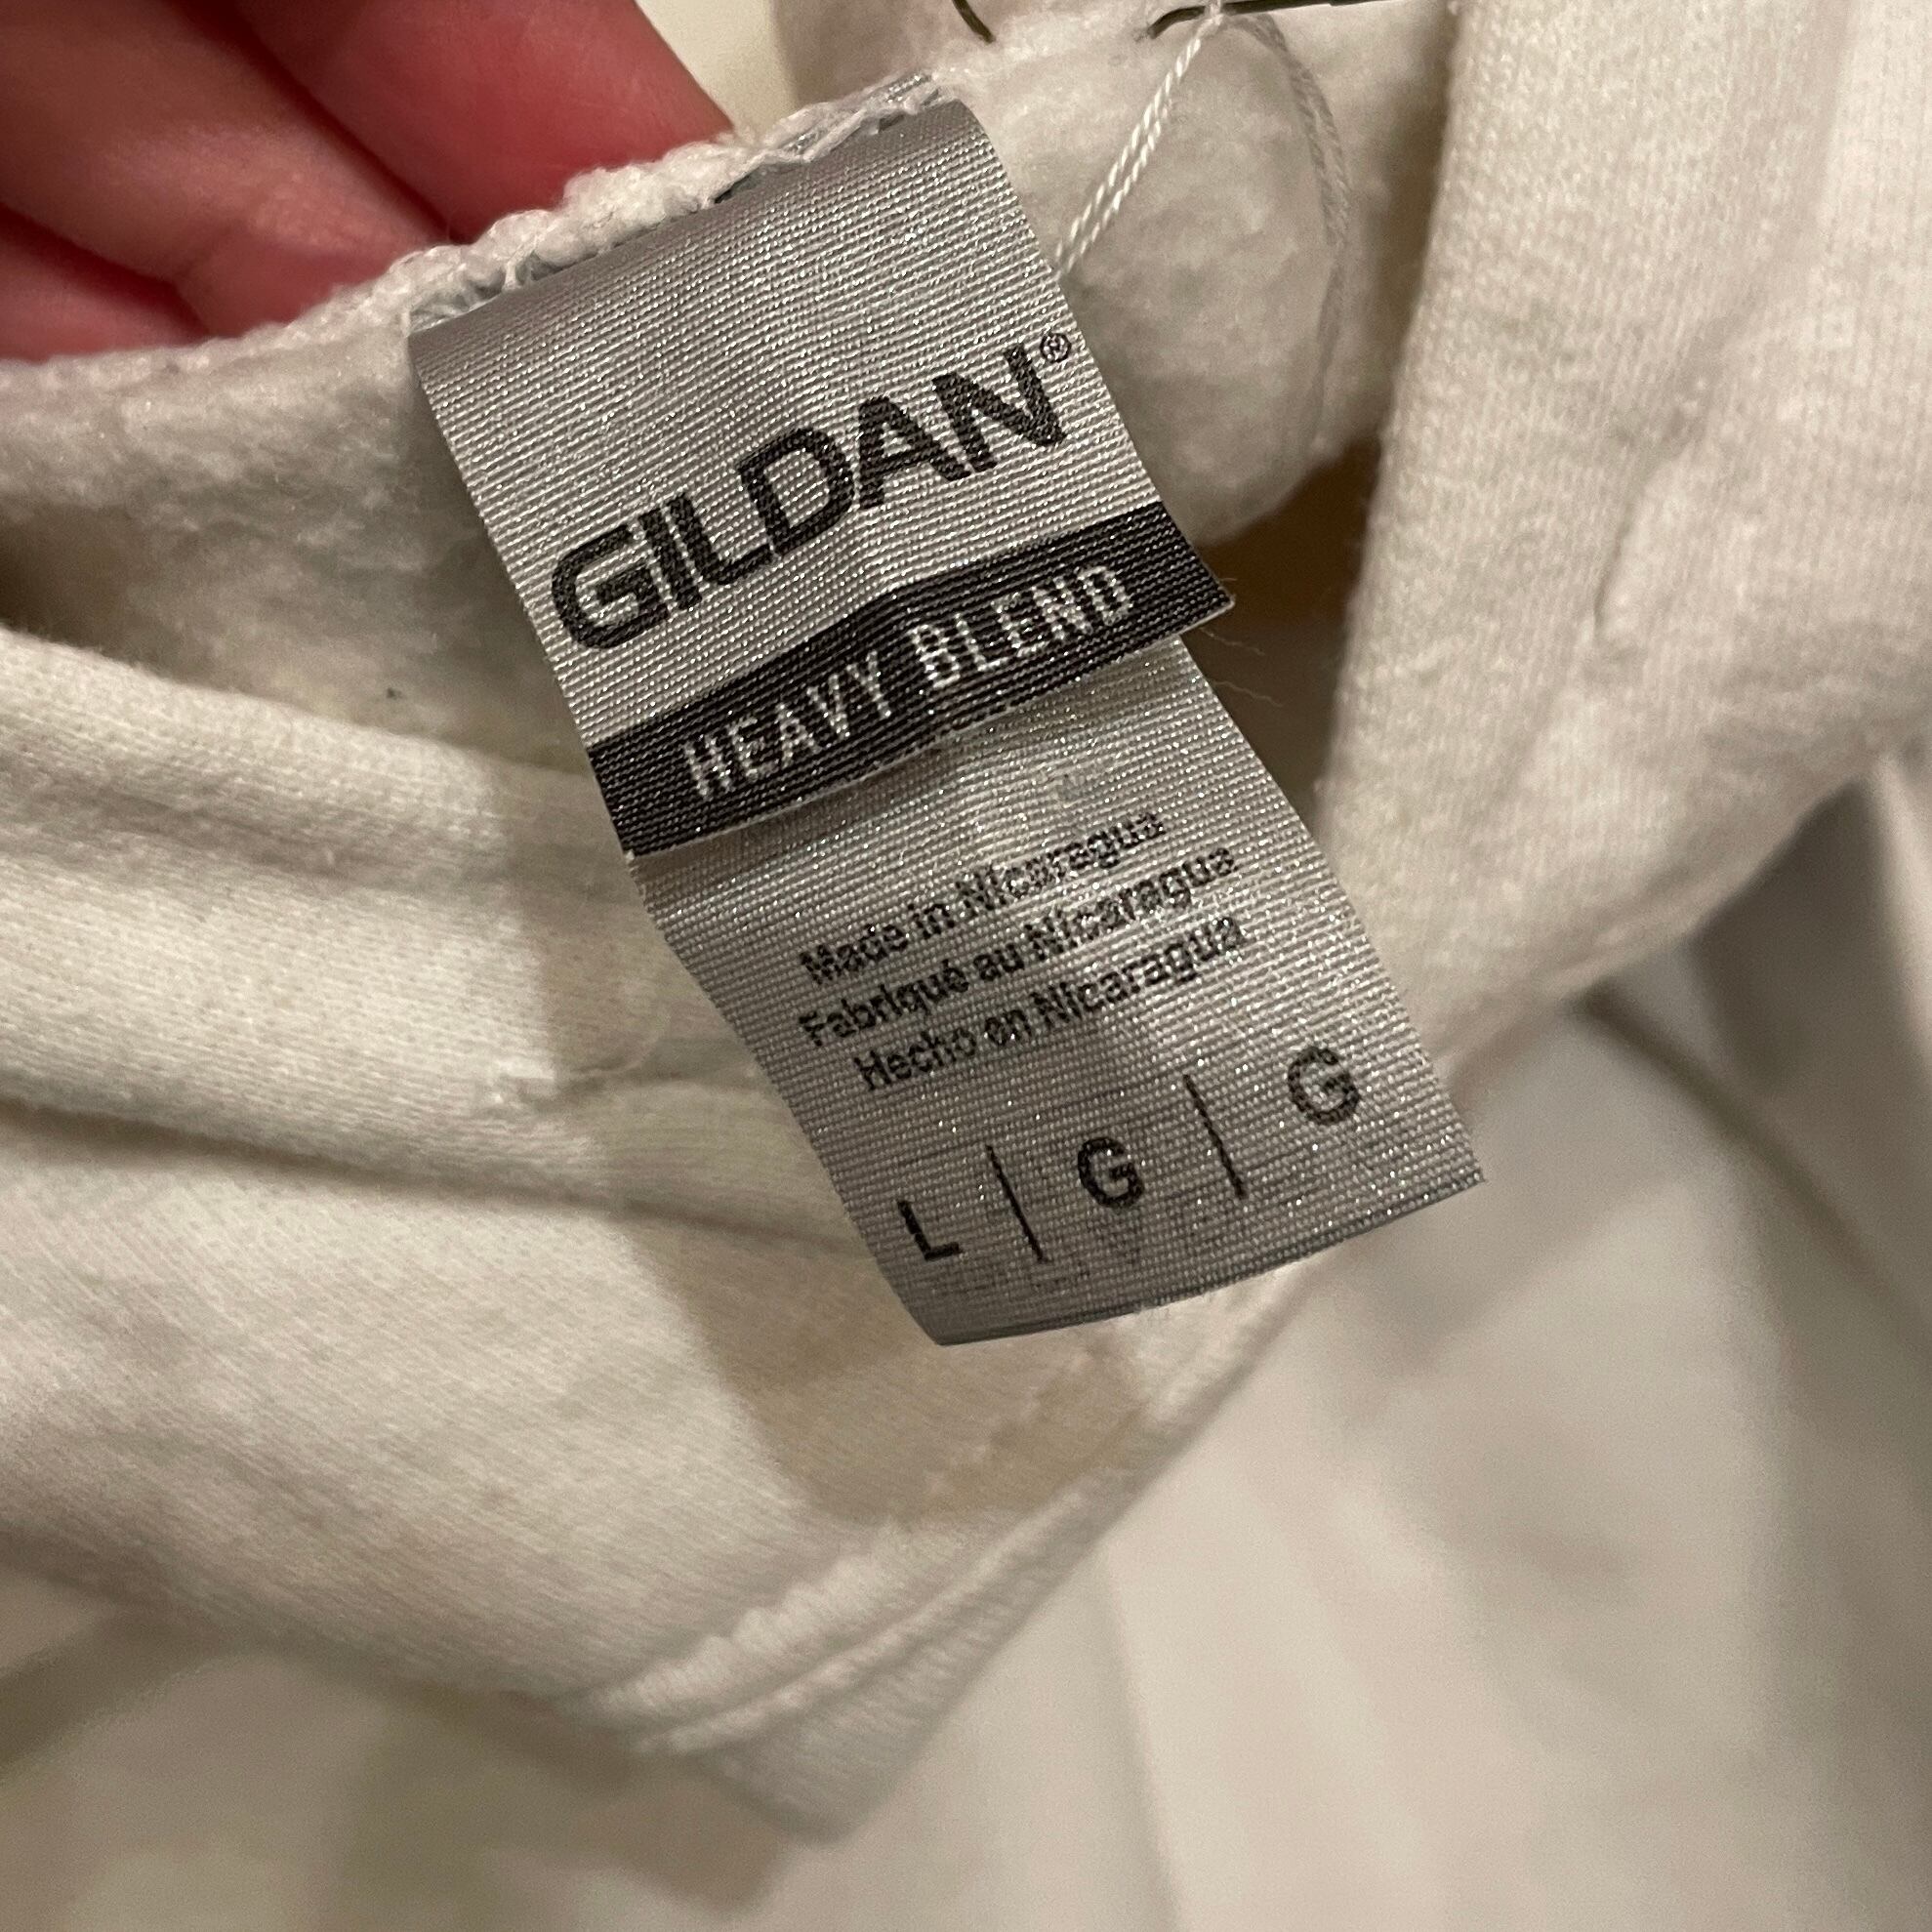 GILDAN®
HEAVY BLEND
Made in Nicaragua
Fabriqué au Nicaragua
Hecho en Nicaragua
L | G | G